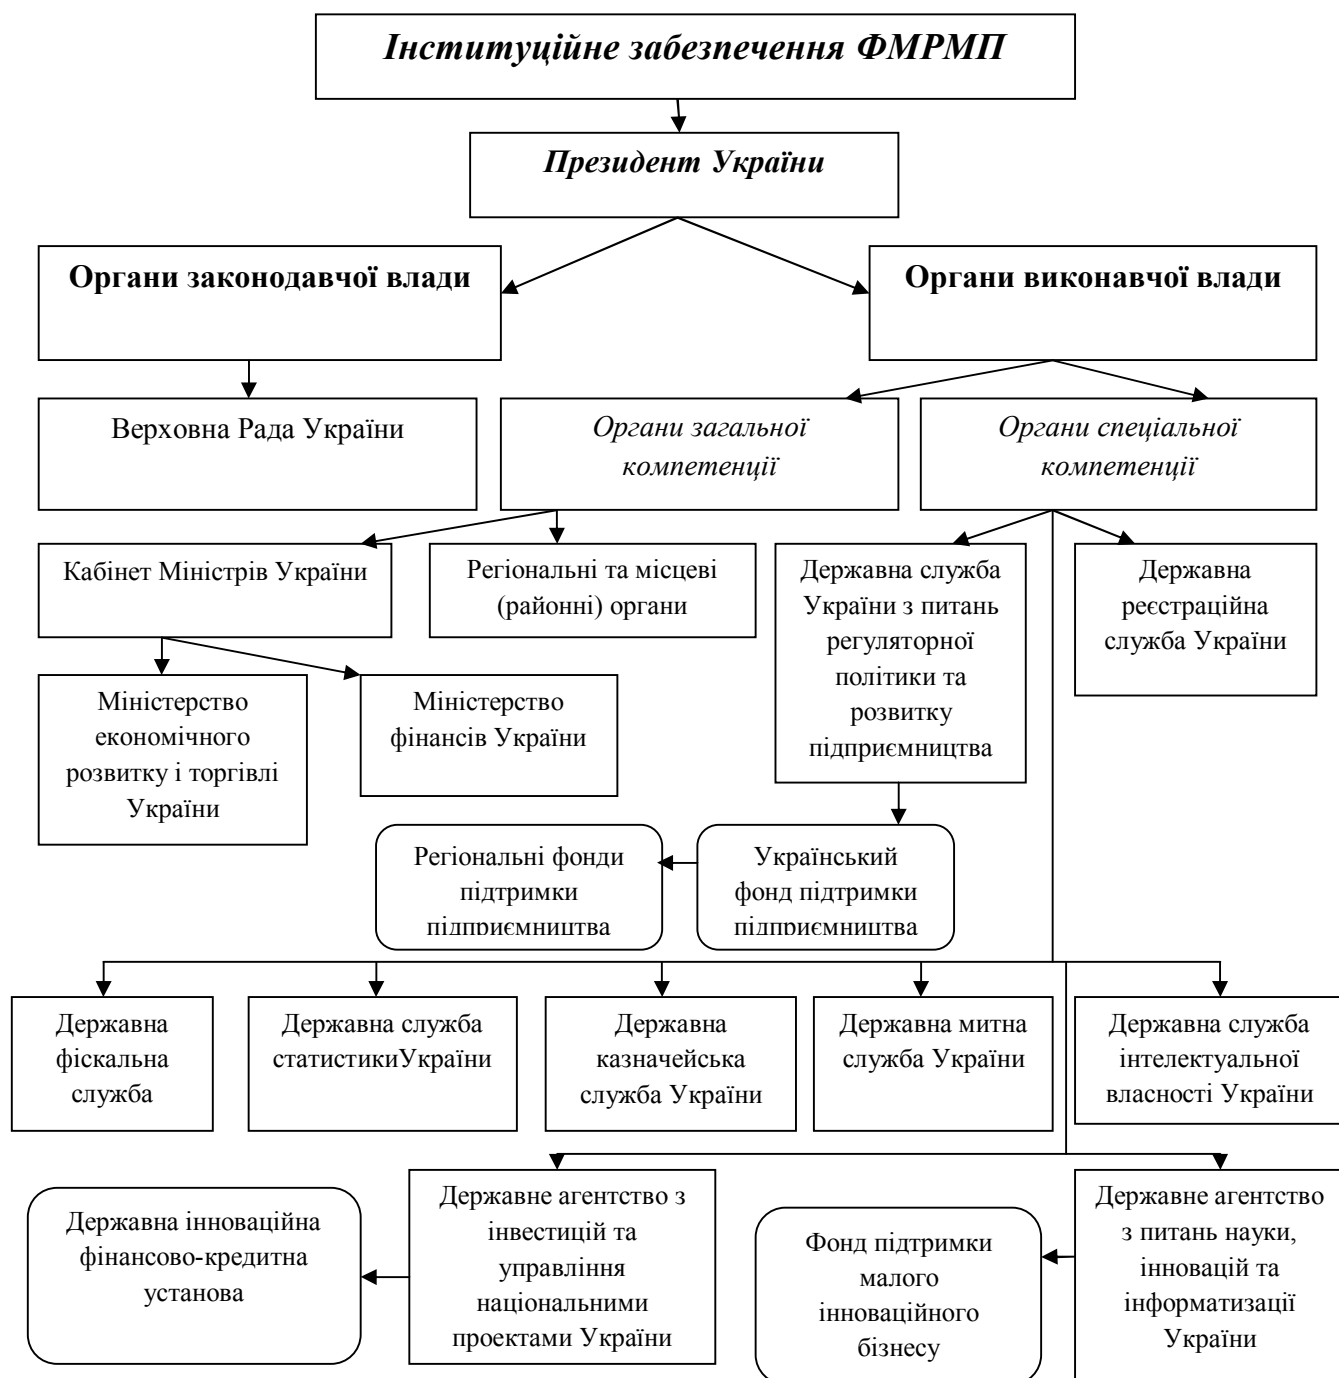 Інституційне забезпечення ФМРМП
Президент України
Органи законодавчої влади
Органи виконавчої влади
Верховна Рада України
Органи загальної
компетенції
Органи спеціальної
компетенції
Кабінет Міністрів України
Регіональні та місцеві
(районні) органи
Державна служба
України з питань
регуляторної
політики та
розвитку
підприємництва
Державна
реєстраційна
служба України
Міністерство
економічного
розвитку і торгівлі
України
Міністерство
фінансів України
Регіональні фонди
підтримки
підприємництва
Український
фонд підтримки
підприємництва
Державна
фіскальна
служба
Державна служба
статистикиУкраїни
Державна
казначейська
служба України
Державна митна
служба України
Державна служба
інтелектуальної
власності України
Державна інноваційна
фінансово-кредитна
установа
Державне агентство з
інвестицій та
управління
національними
проектами України
Фонд підтримки
малого
інноваційного
бізнесу
Державне агентство
з питань науки,
інновацій та
інформатизації
України